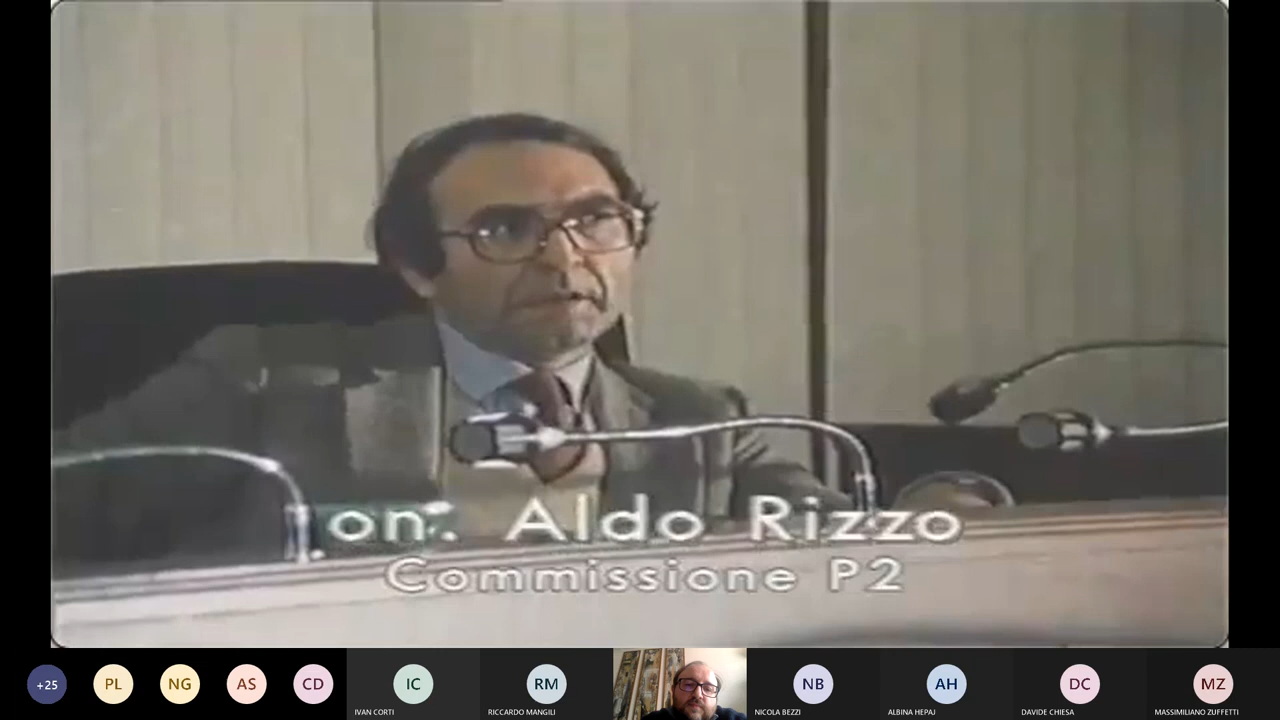 on. Aldo Rizzo
Commissione P2
+25
PL
NG
AS
CD
IC
RM
NB
AH
DC
MZ
IVAN CORTI
RICCARDO MANGILI
NICOLA BEZZI
ALBINA HEPAJ
DAVIDE CHIESA
MASSIMILIANO ZUFFETTI